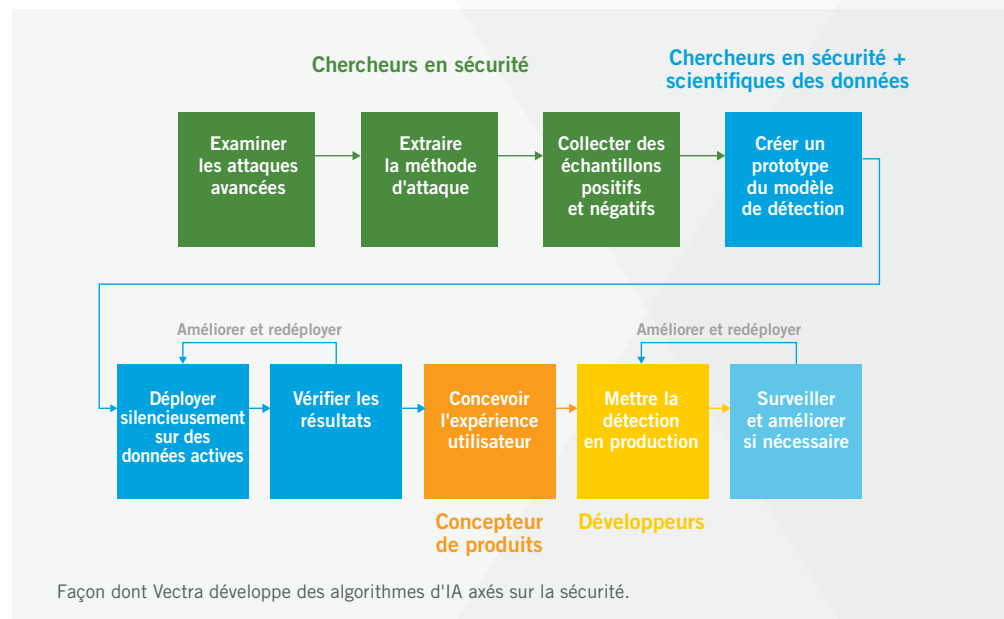 Chercheurs en sécurité
Chercheurs en sécurité +
scientifiques des données
Examiner
les attaques
avancées
Extraire
la méthode
d'attaque
Collecter des
échantillons
positifs
et négatifs
Créer un
prototype
du modèle
de détection
Améliorer et redéployer
Améliorer et redéployer
Déployer
silencieusement
sur des
données actives
Vérifier les
résultats
Concevoir
l'expérience
utilisateur
Mettre la
détection
en production
Surveiller
et améliorer
si nécessaire
Concepteur
de produits
Développeurs
Façon dont Vectra développe des algorithmes d'IA axés sur la sécurité.